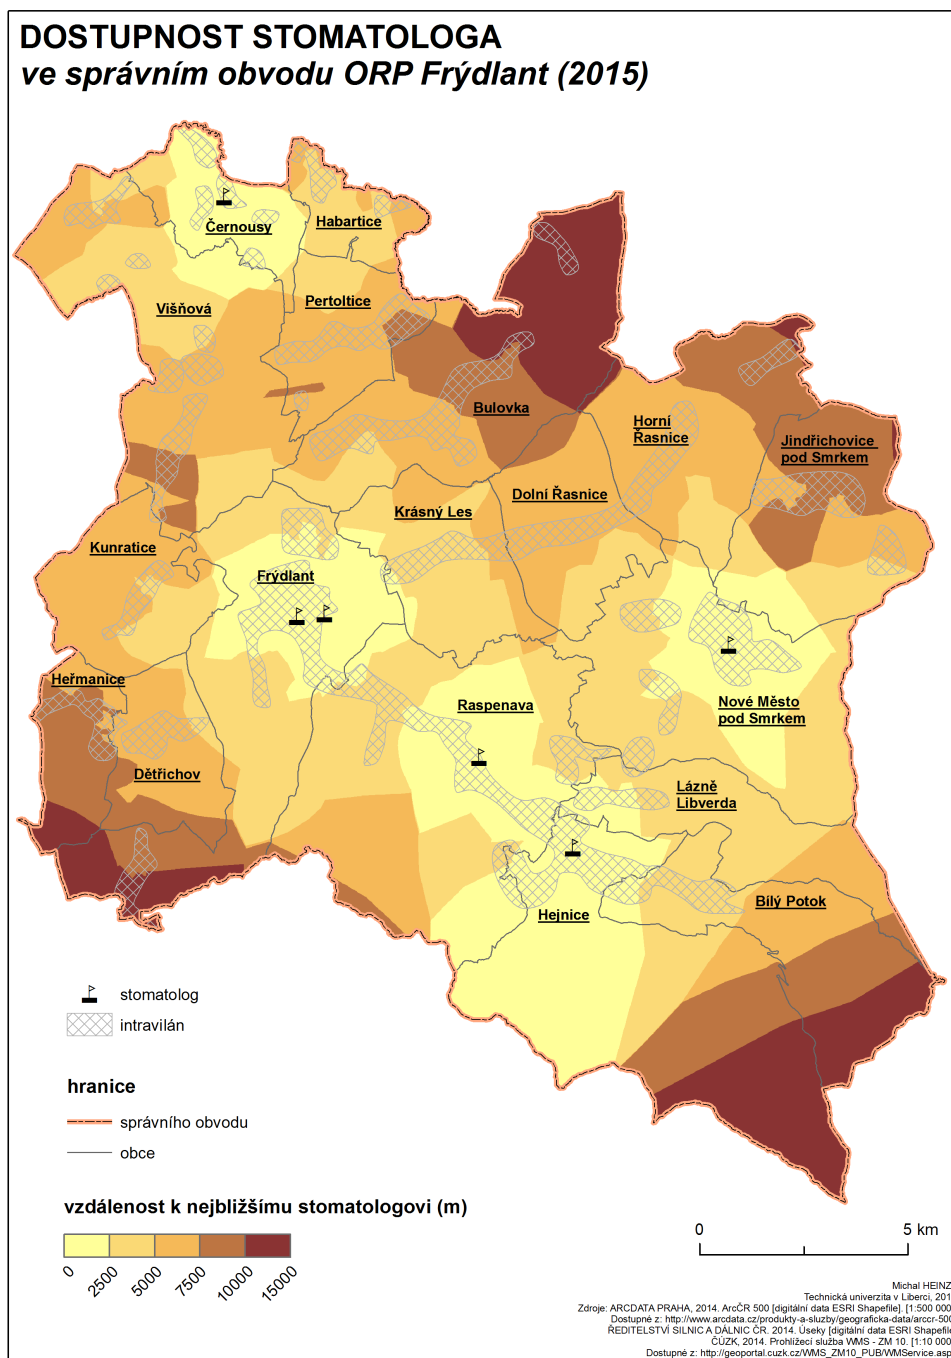 DOSTUPNOST STOMATOLOGA
ve správním obvodu ORP Frýdlant (2015)
Černousy
Habartice
Višňová
Pertoltice
Bulovka
Horní
Řasnice
Jindřichovice
pod Smrkem
Dolní Řasnice
Krásný Les
Kunratice
Frýdlant
Heřmanice
Raspenava
Nové Město
pod Smrkem
Dětřichov
Lázně
Libverda
Bílý Potok
Hejnice
stomatolog
intravilán
hranice
správního obvodu
obce
vzdálenost k nejbližšímu stomatologovi (m)
0
2500
5000
7500
10000
15000
0 5 km
Michal HEINZ
Technická univerzita v Liberci, 201
Zdroje: ARCDATA PRAHA, 2014. ArcČR 500 [digitální data ESRI Shapefile]. [1:500 000
Dostupné z: http://www.arcdata.cz/produkty-a-sluzby/geograficka-data/arccr-500
ŘEDITELSTVÍ SILNIC A DÁLNIC ČR. 2014. Úseky [digitální data ESRI Shapefile
ČÚZK, 2014. Prohlížecí služba WMS - ZM 10. [1:10 000
Dostupné z: http://geoportal.cuzk.cz/WMS_ZM10_PUB/WMService.asp